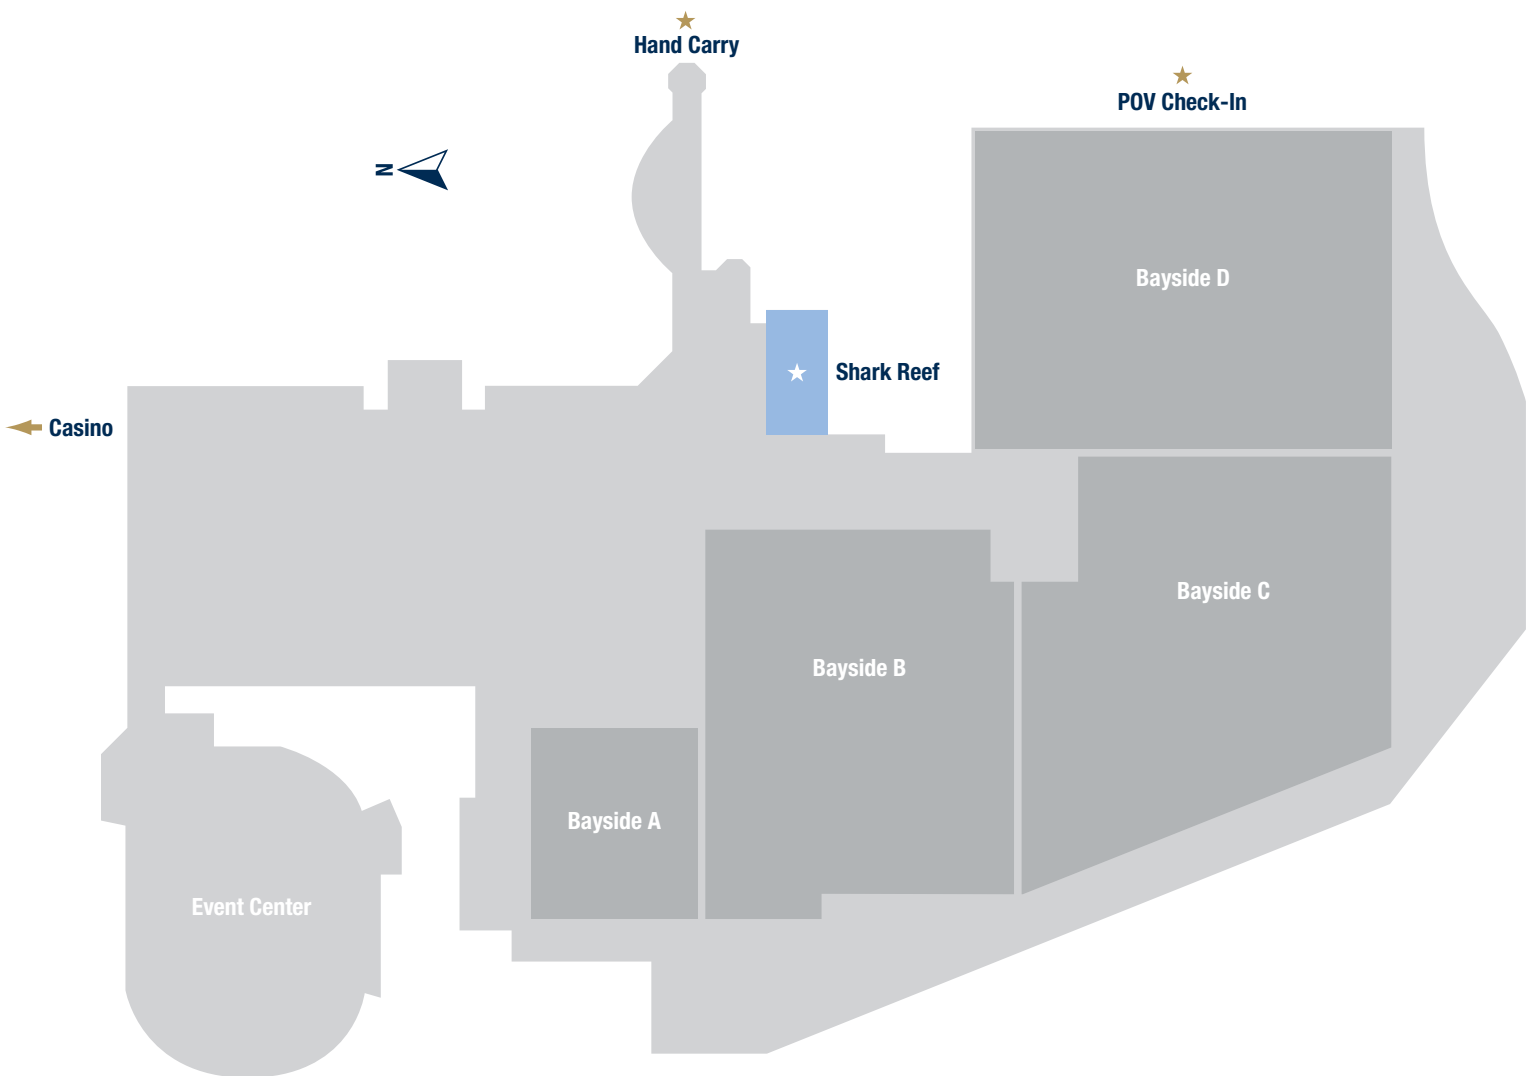 Hand Carry
POV Check-In
N
Bayside D
Shark Reef
Casino
Bayside C
Bayside B
Bayside A
Event Center